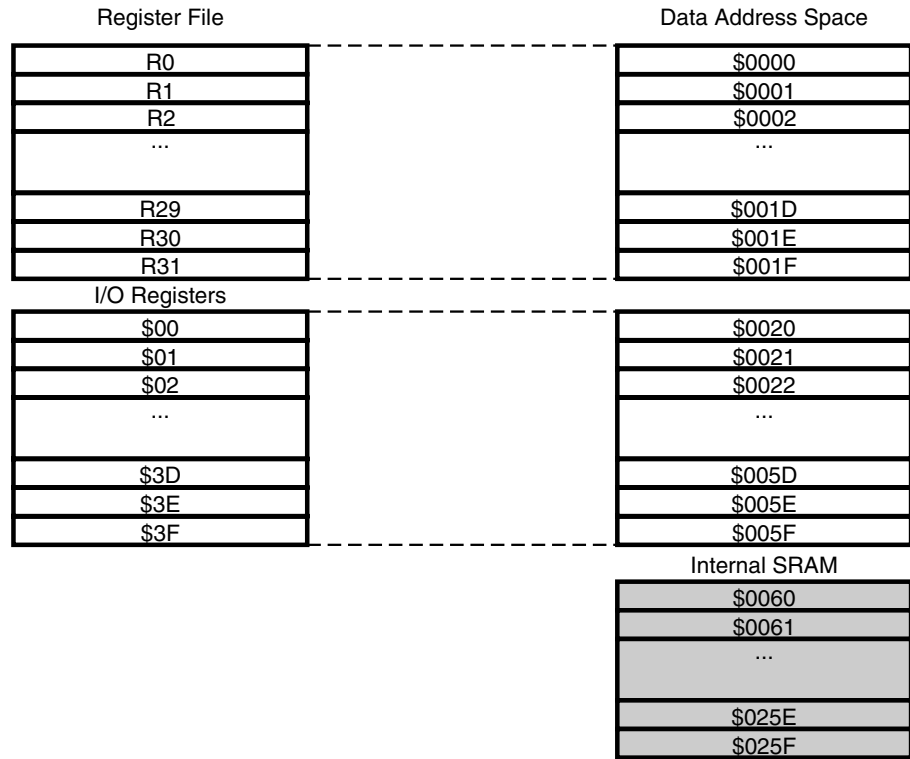 Register File Data Address Space
R0 $0000
R1 $0001
R2 $0002
... ...
R29 $001D
R30 $001E
R31 $001F
I/O Registers
$00 $0020
$01 $0021
$02 $0022
... ...
$3D $005D
$3E $005E
$3F $005F
Internal SRAM
$0060
$0061
...
$025E
$025F